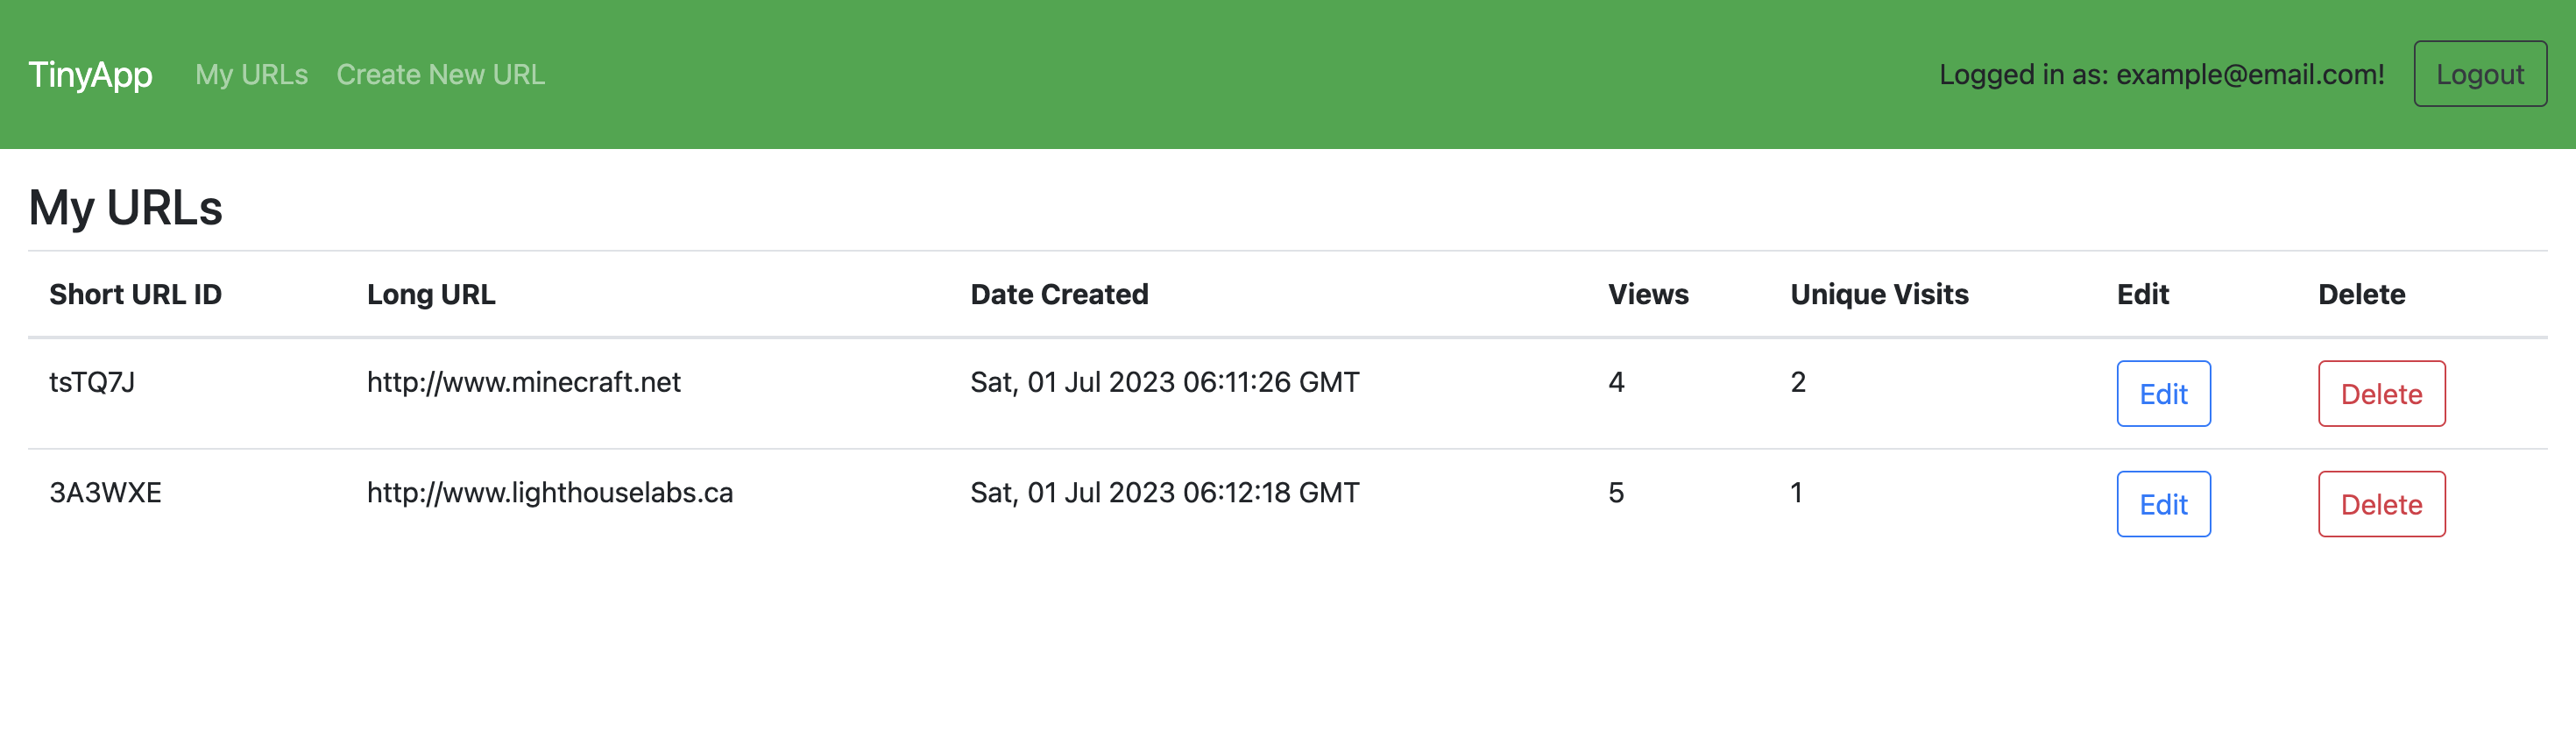 TinyApp My URLs Create New URL Logged in as: example@email.com! Logout
My URLs
Short URL ID Long URL Date Created Views Unique Visits Edit Delete
tsTQ7J http://www.minecraft.net Sat, 01 Jul 2023 06:11:26 GMT 4 2 Edit Delete
3A3WXE http://www.lighthouselabs.ca Sat, 01 Jul 2023 06:12:18 GMT 5 1 Edit Delete